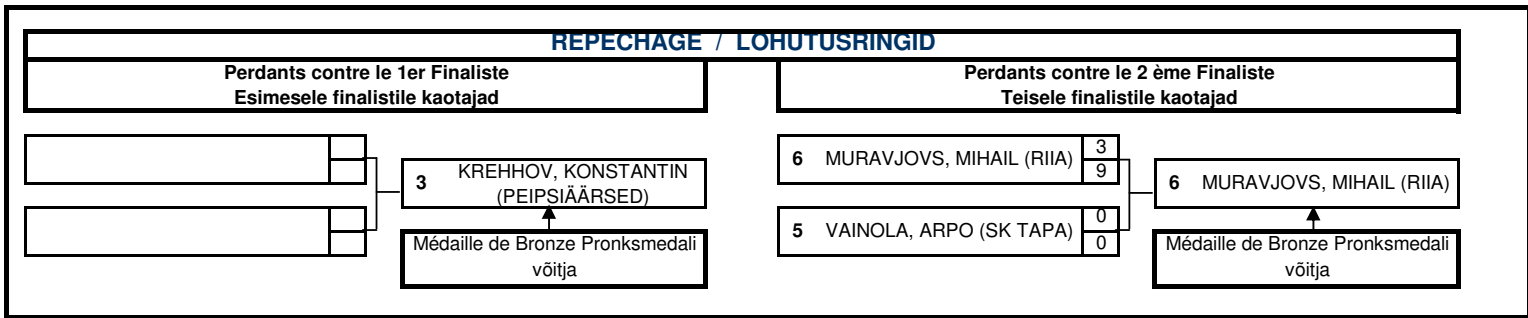 REPECHAGE / LOHUTUSRINGID
Perdants contre le 1er Finaliste
Esimesele finalistile kaotajad
Perdants contre le 2 ème Finaliste
Teisele finalistile kaotajad
3 KREHHOV, KONSTANTIN
(PEIPSIÄÄRSED)
Médaille de Bronze Pronksmedali
võitja
6 MURAVJOVS, MIHAIL (RIIA) 3
9
5 VAINOLA, ARPO (SK TAPA) 0
0
6 MURAVJOVS, MIHAIL (RIIA)
Médaille de Bronze Pronksmedali
võitja